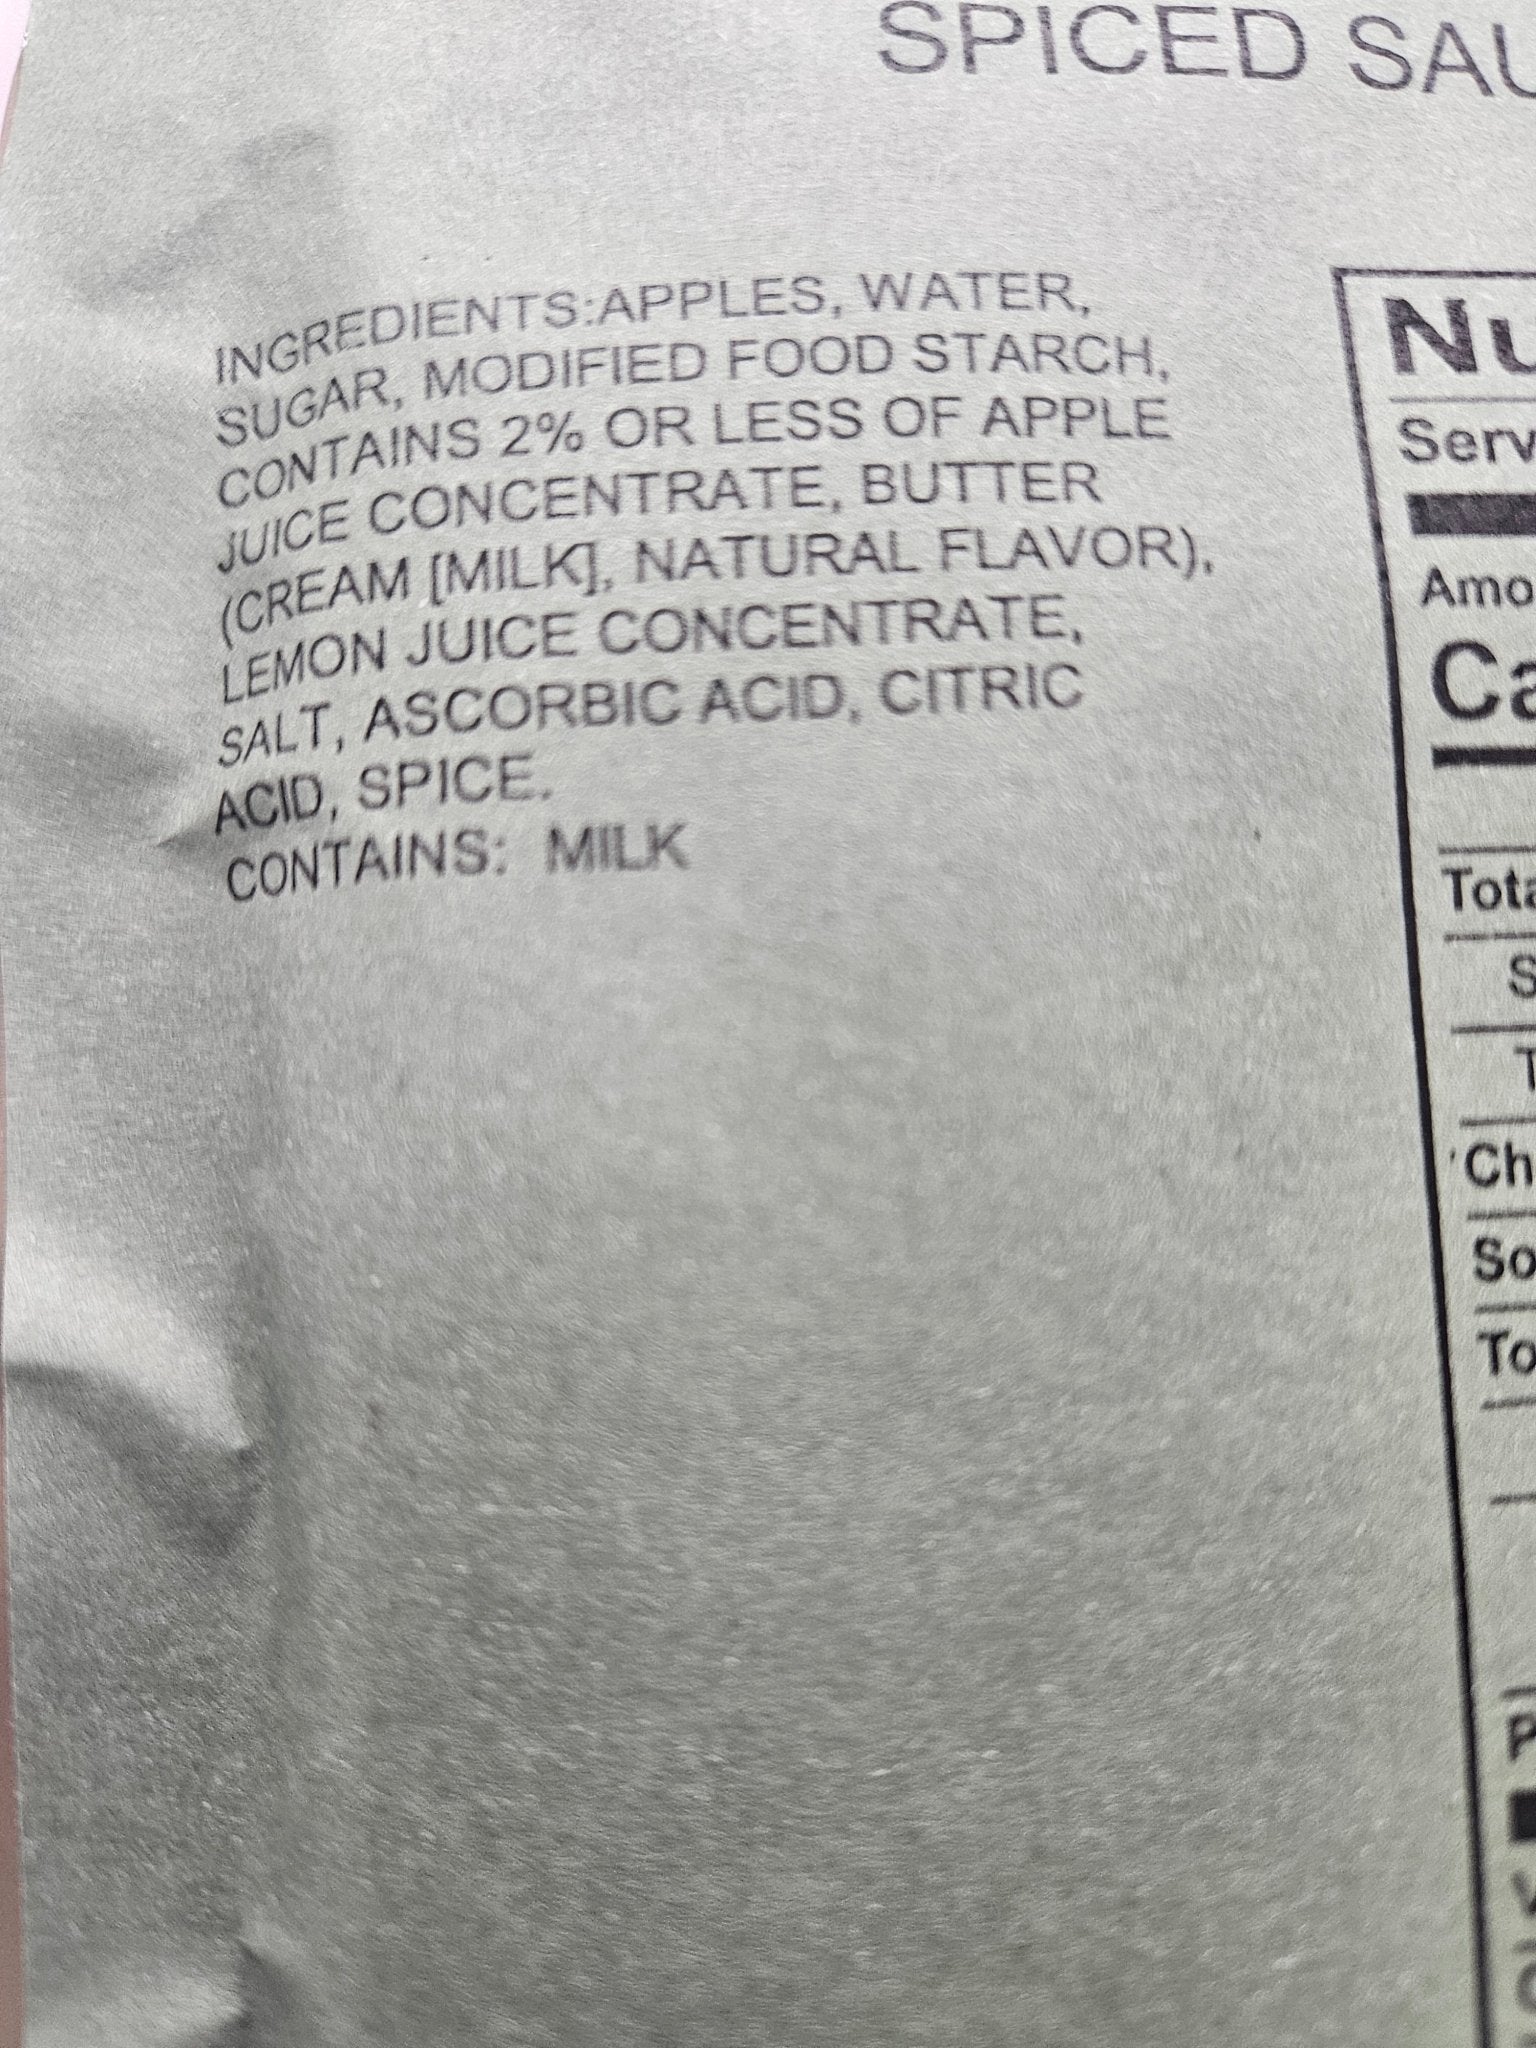 SPICED
INGREDIENTS:APPLES, WATER,
SUGAR, MODIFIED FOOD STARCH,
CONTAINS 2% OR LESS OF APPLE
JUICE CONCENTRATE, BUTTER
(CREAM [MILK], NATURAL FLAVOR),
LEMON JUICE CONCENTRATE,
SALT, ASCORBIC ACID, CITRIC
ACID, SPICE.
CONTAINS: MILK